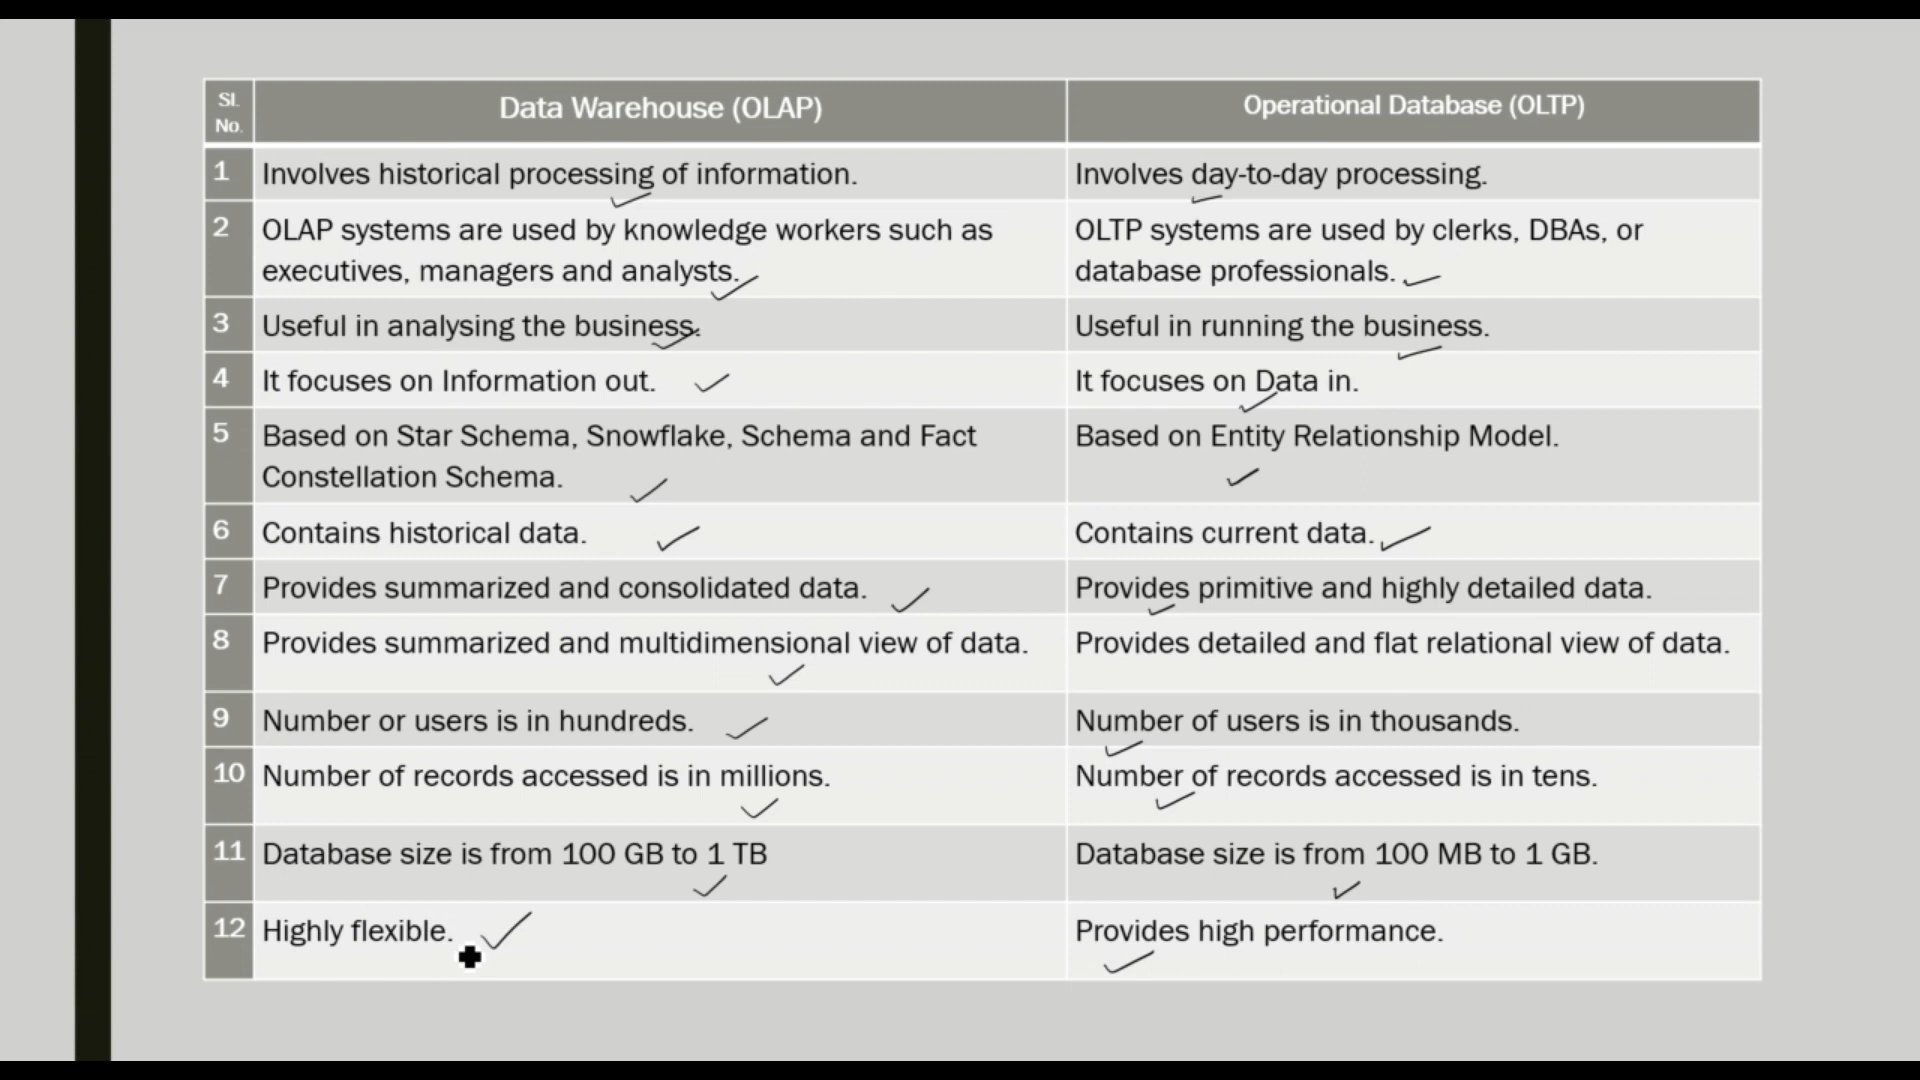 Sl.
No.
Data Warehouse (OLAP)
Operational Database (OLTP)
1
Involves historical processing of information.
Involves day-to-day processing.
2
OLAP systems are used by knowledge workers such as
executives, managers and analysts.
OLTP systems are used by clerks, DBAs, or
database professionals.
3
Useful in analysing the business.
Useful in running the business.
4
It focuses on Information out.
It focuses on Data in.
5
Based on Star Schema, Snowflake, Schema and Fact
Constellation Schema.
Based on Entity Relationship Model.
6
Contains historical data.
Contains current data.
7
Provides summarized and consolidated data.
Provides primitive and highly detailed data.
8
Provides summarized and multidimensional view of data.
Provides detailed and flat relational view of data.
9
Number or users is in hundreds.
Number of users is in thousands.
10
Number of records accessed is in millions.
Number of records accessed is in tens.
11
Database size is from 100 GB to 1 TB
Database size is from 100 MB to 1 GB.
12
Highly flexible.
Provides high performance.